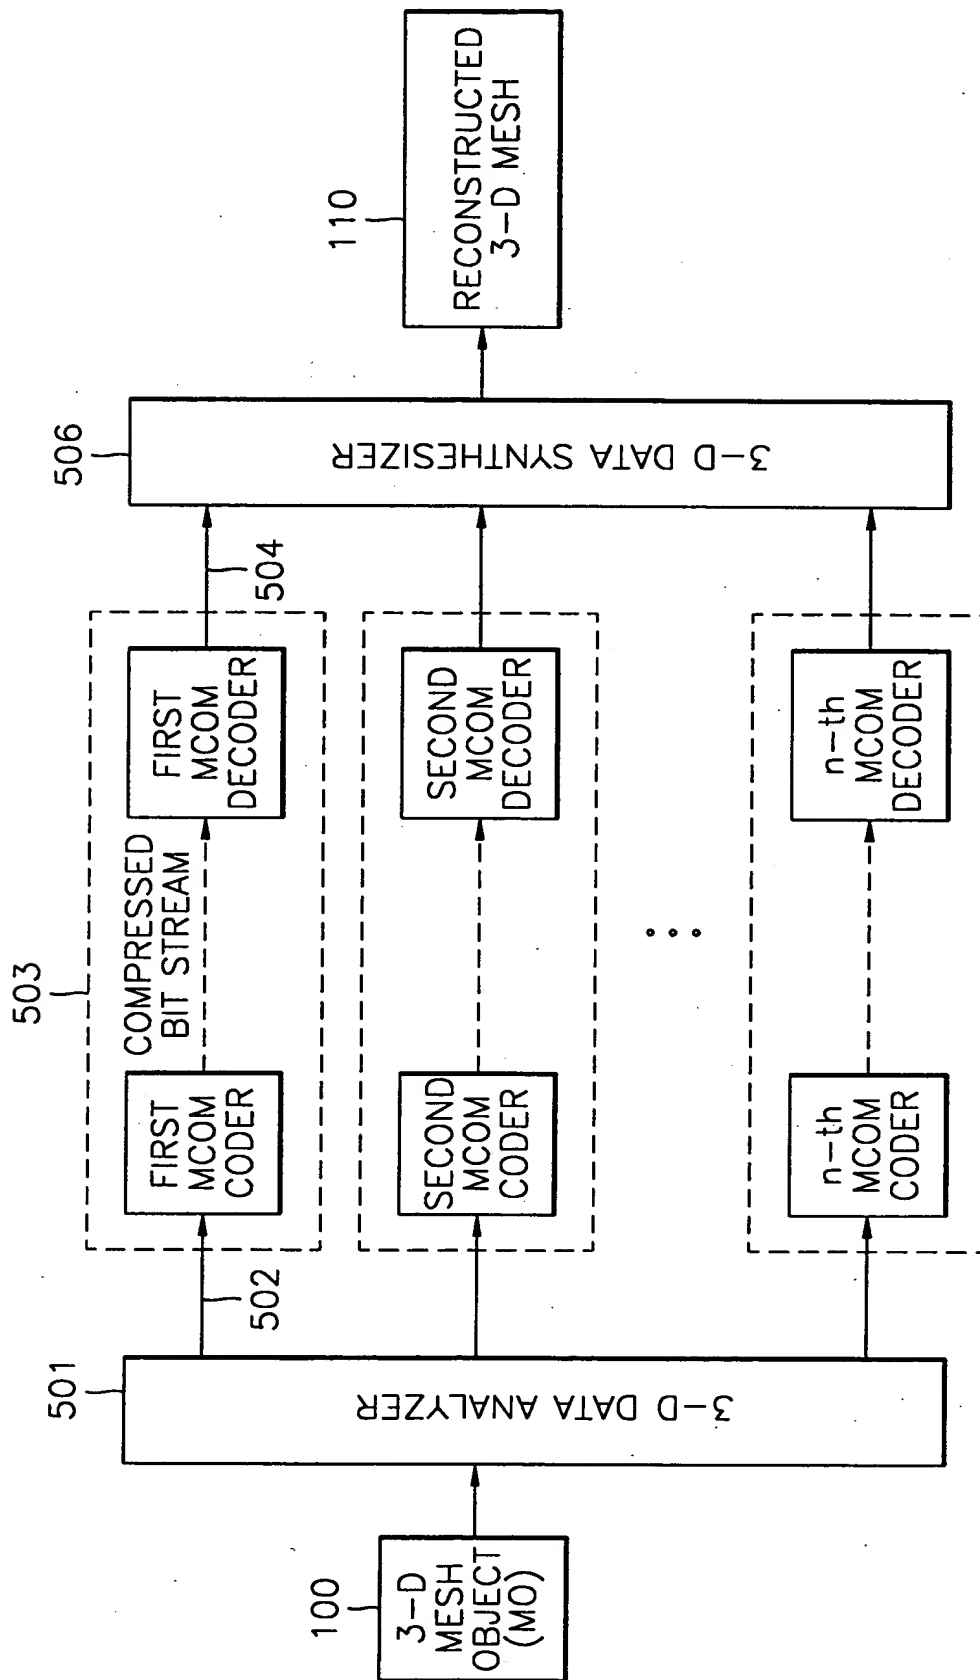 100
3-D
MESH
OBJECT
(MO)
501
3-D DATA ANALYZER
502
503
FIRST
MCOM
CODER
COMPRESSED
BIT STREAM
FIRST
MCOM
DECODER
504
SECOND
MCOM
CODER
SECOND
MCOM
DECODER
n-th
MCOM
CODER
n-th
MCOM
DECODER
506
3-D DATA SYNTHESIZER
110
RECONSTRUCTED
3-D MESH